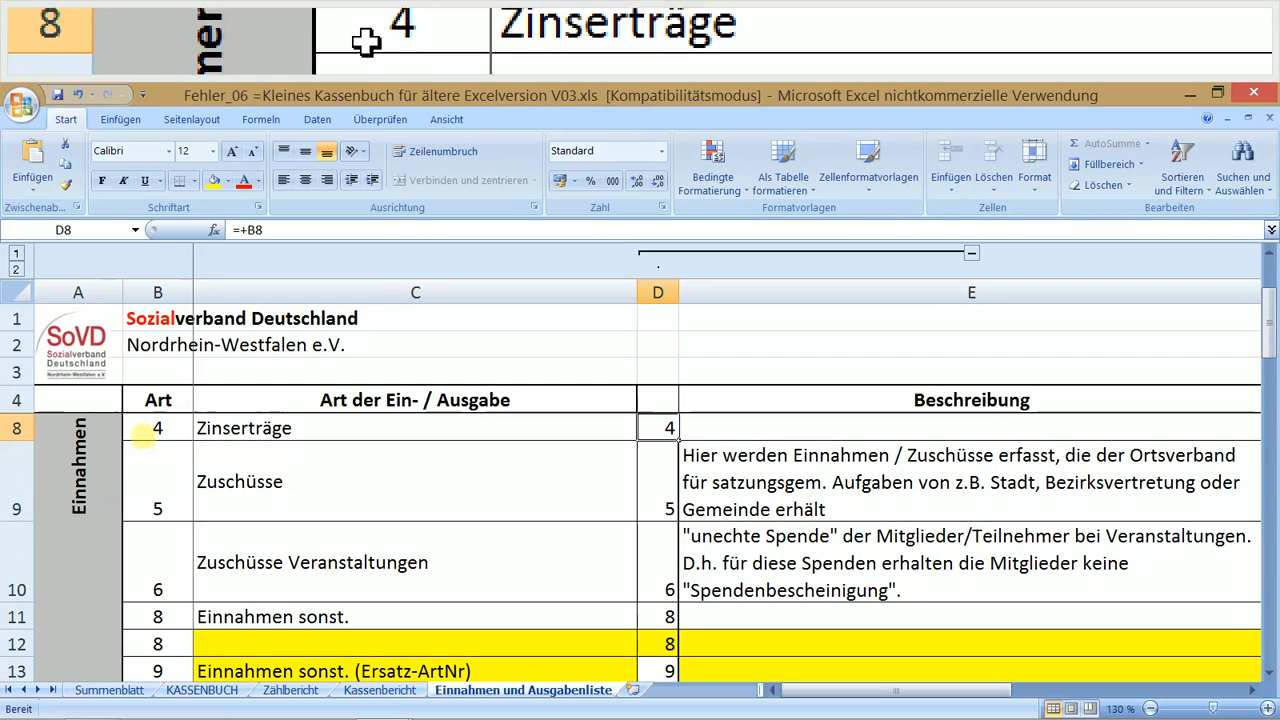 8
ner
4
Zinserträge
Fehler_06 =Kleines Kassenbuch für ältere Excelversion V03.xls [Kompatibilitätsmodus] - Microsoft Excel nichtkommerzielle Verwendung
Start
Einfügen
Seitenlayout
Formeln
Daten
Überprüfen
Ansicht
Einfügen
Zwischenab...
Calibri
12
F K U
Schriftart
Zeilenumbruch
Verbinden und zentrieren
Ausrichtung
Standard
% 000
Zahl
Bedingte Formatierung
Als Tabelle formatieren
Zellenformatvorlagen
Formatvorlagen
Einfügen
Löschen
Format
Zellen
Σ AutoSumme
Füllbereich
Löschen
Sortieren und Filtern
Suchen und Auswählen
Bearbeiten
D8
fx
=+B8
1
2
A B C D E
1 Sozialverband Deutschland
2 Nordrhein-Westfalen e.V.
3
SoVD
Sozialverband
Deutschland
Nordrhein-Westfalen e.V.
4 Art Art der Ein- / Ausgabe Beschreibung
Einnahmen
8 4 Zinserträge 4
9 5 Zuschüsse 5 Hier werden Einnahmen / Zuschüsse erfasst, die der Ortsverband
für satzungsgem. Aufgaben von z.B. Stadt, Bezirksvertretung oder
Gemeinde erhält
10 6 Zuschüsse Veranstaltungen 6 "unechte Spende" der Mitglieder/Teilnehmer bei Veranstaltungen.
D.h. für diese Spenden erhalten die Mitglieder keine
"Spendenbescheinigung".
11 8 Einnahmen sonst. 8
12 8 8
13 9 Einnahmen sonst. (Ersatz-ArtNr) 9
Summenblatt
KASSENBUCH
Zählbericht
Kassenbericht
Einnahmen und Ausgabenliste
Bereit
130 %